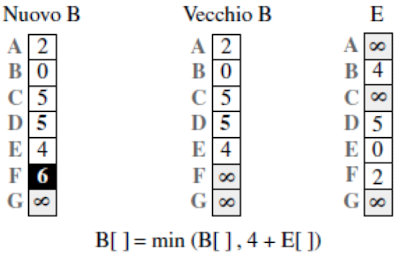 Nuovo B Vecchio B E
A 2 A 2 A ∞
B 0 B 0 B 4
C 5 C 5 C ∞
D 5 D 5 D 5
E 4 E 4 E 0
F 6 F ∞ F 2
G ∞ G ∞ G ∞
B[ ] = min (B[ ] , 4 + E[ ])